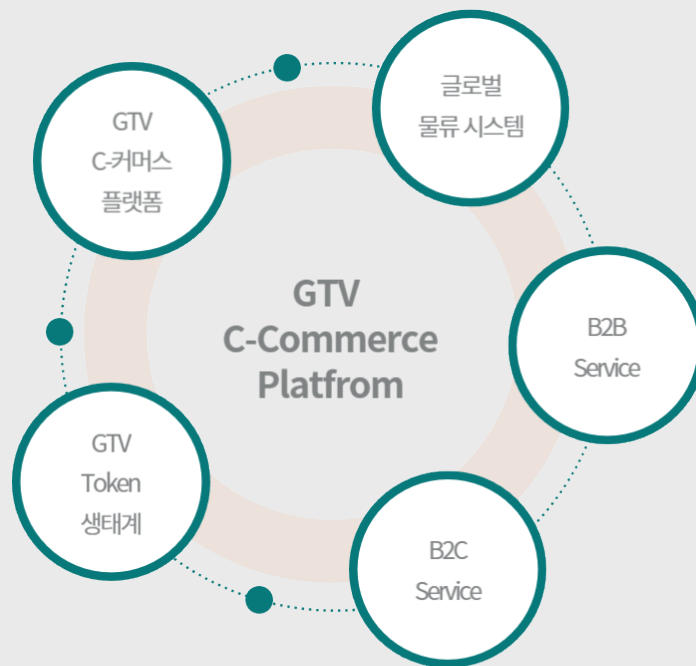 GTV
C-Commerce
Platfrom
GTV
C-커머스
플랫폼
글로벌
물류 시스템
B2B
Service
B2C
Service
GTV
Token
생태계